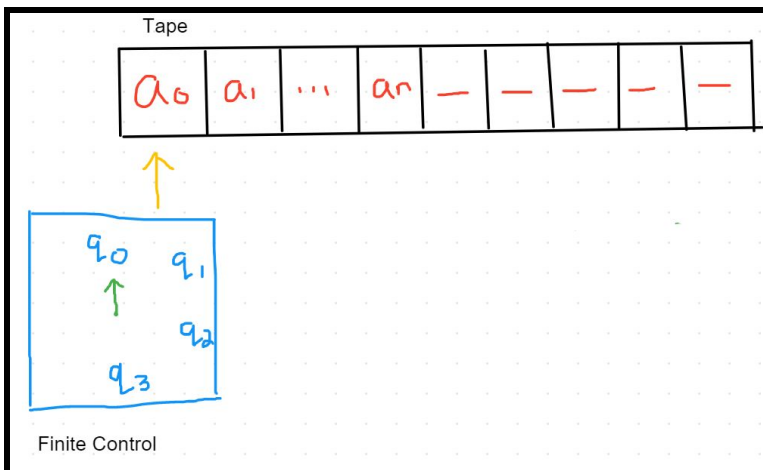 Tape
a0 a1 ... an — — — — —
q0 q1
q2
q3
Finite Control